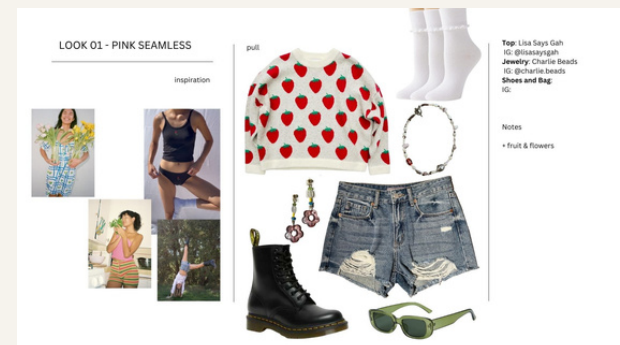 LOOK 01 - PINK SEAMLESS
inspiration
pull
Top: Lisa Says Gah
IG: @lisasaysgah
Jewelry: Charlie Beads
IG: @charlie.beads
Shoes and Bag:
IG:
Notes
+ fruit & flowers